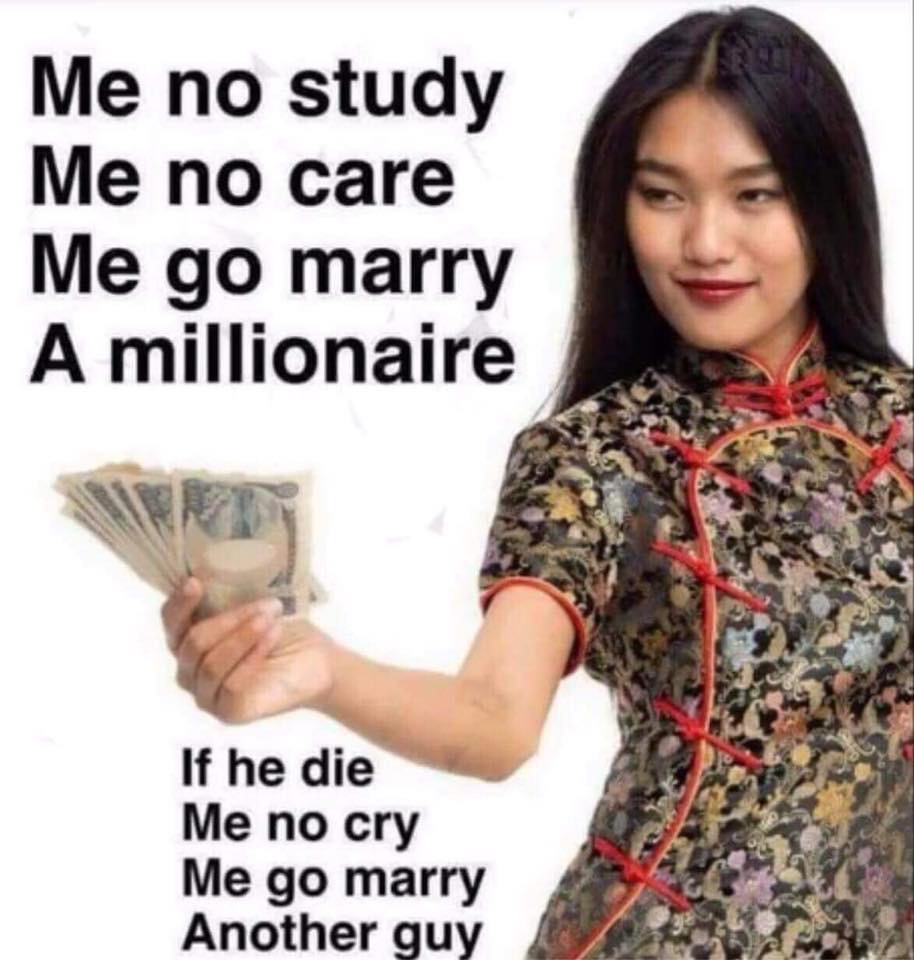 Me no study
Me no care
Me go marry
A millionaire
If he die
Me no cry
Me go marry
Another guy